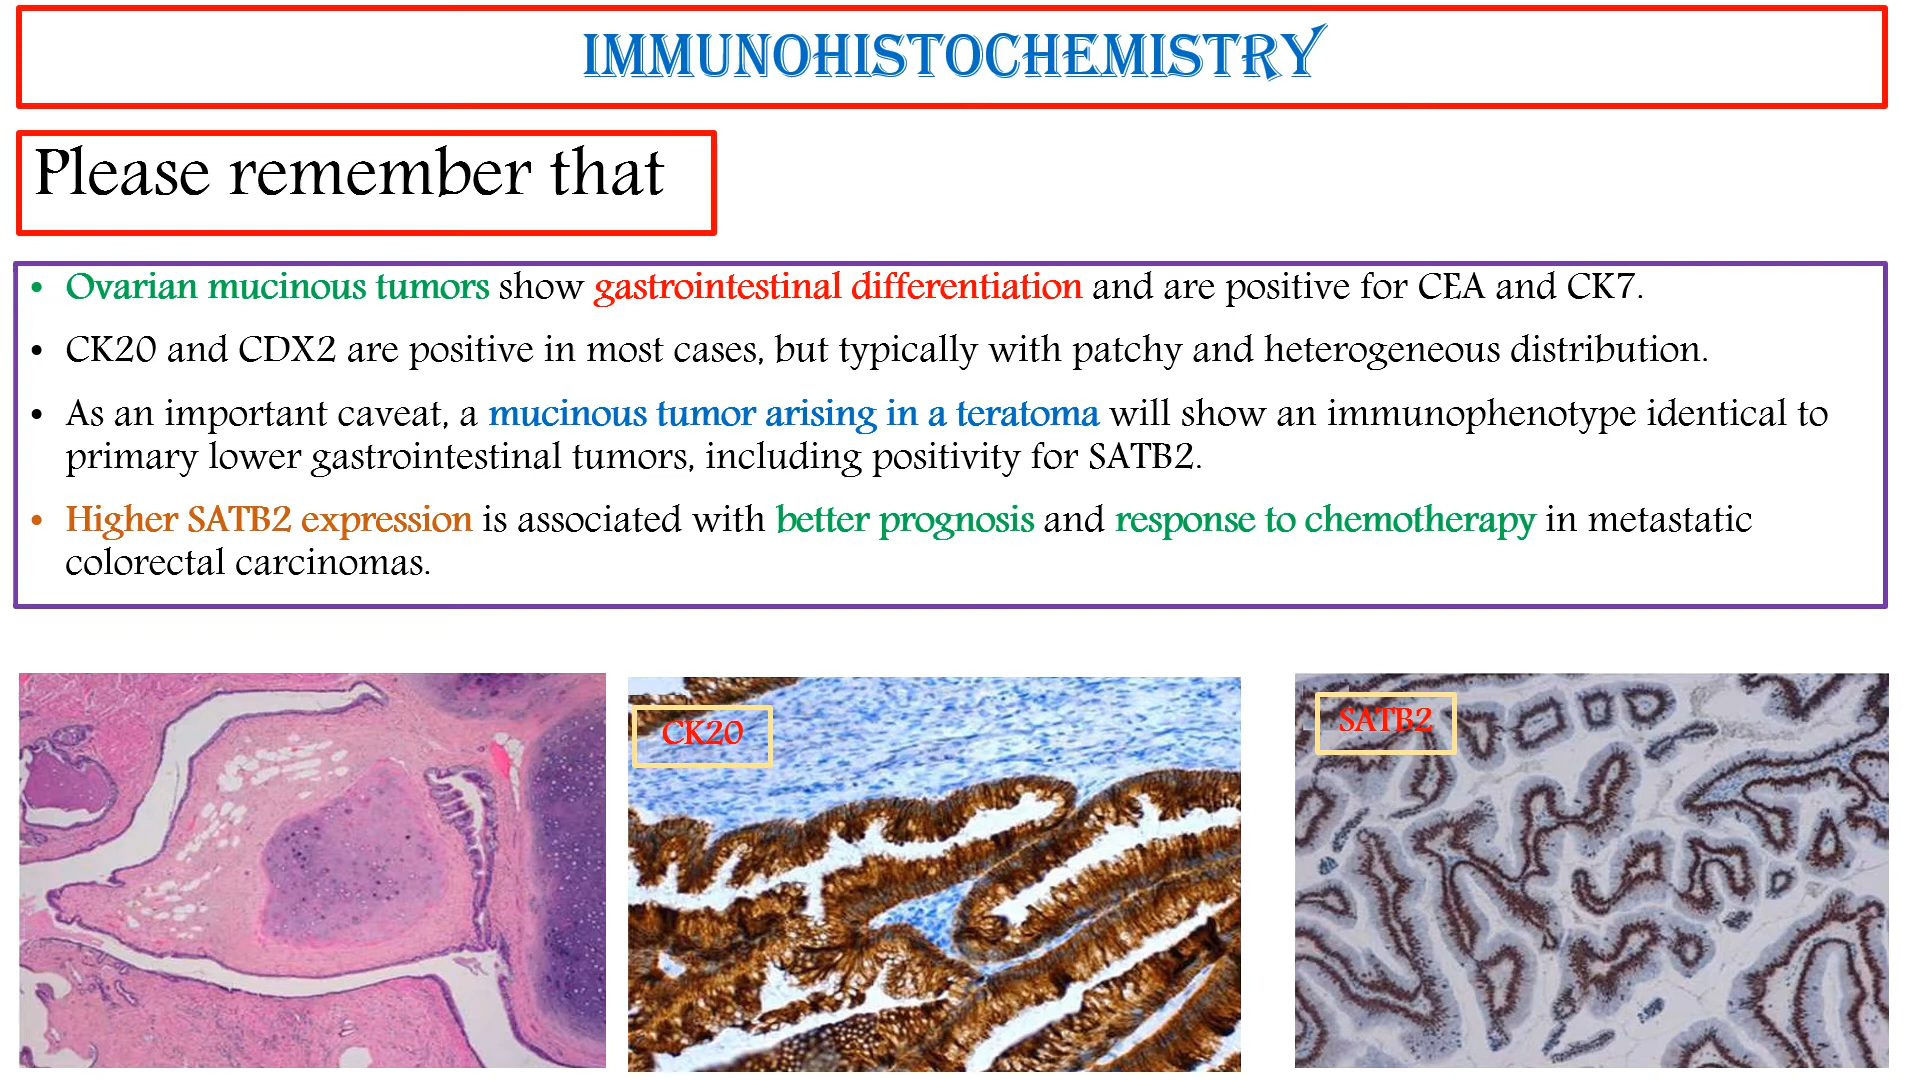 IMMUNOHISTOCHEMISTRY
Please remember that
• Ovarian mucinous tumors show gastrointestinal differentiation and are positive for CEA and CK7.
• CK20 and CDX2 are positive in most cases, but typically with patchy and heterogeneous distribution.
• As an important caveat, a mucinous tumor arising in a teratoma will show an immunophenotype identical to
primary lower gastrointestinal tumors, including positivity for SATB2.
• Higher SATB2 expression is associated with better prognosis and response to chemotherapy in metastatic
colorectal carcinomas.
CK20
SATB2